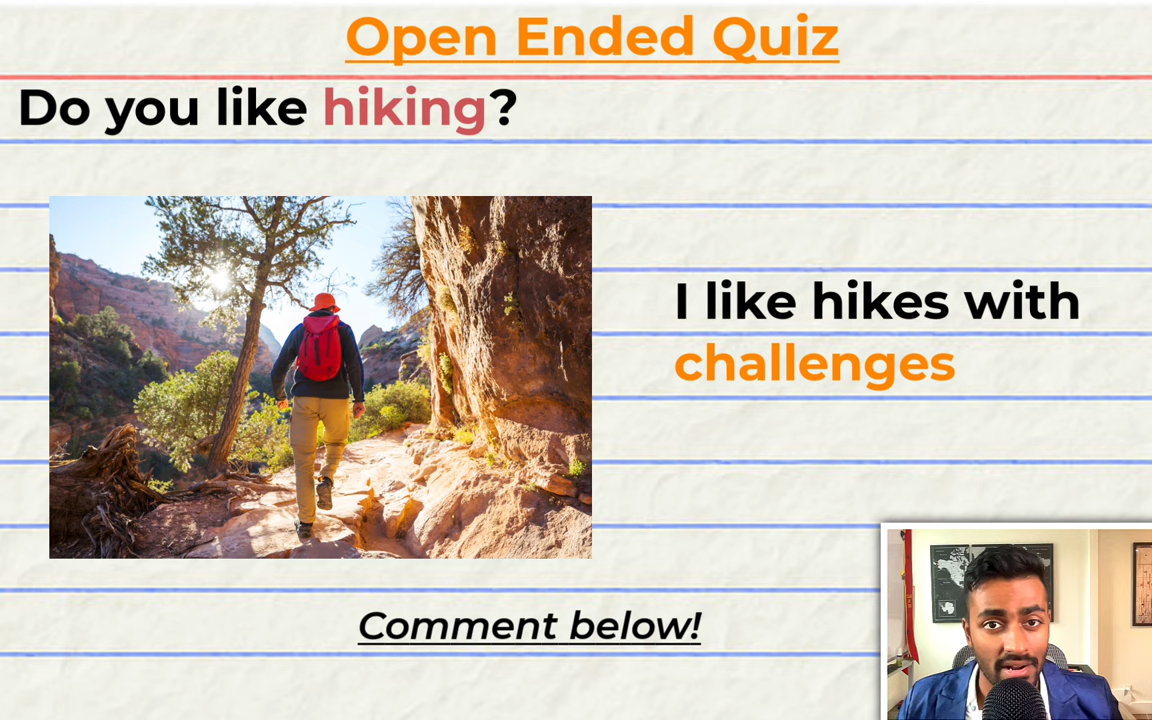 Open Ended Quiz
Do you like hiking?
I like hikes with
challenges
Comment below!